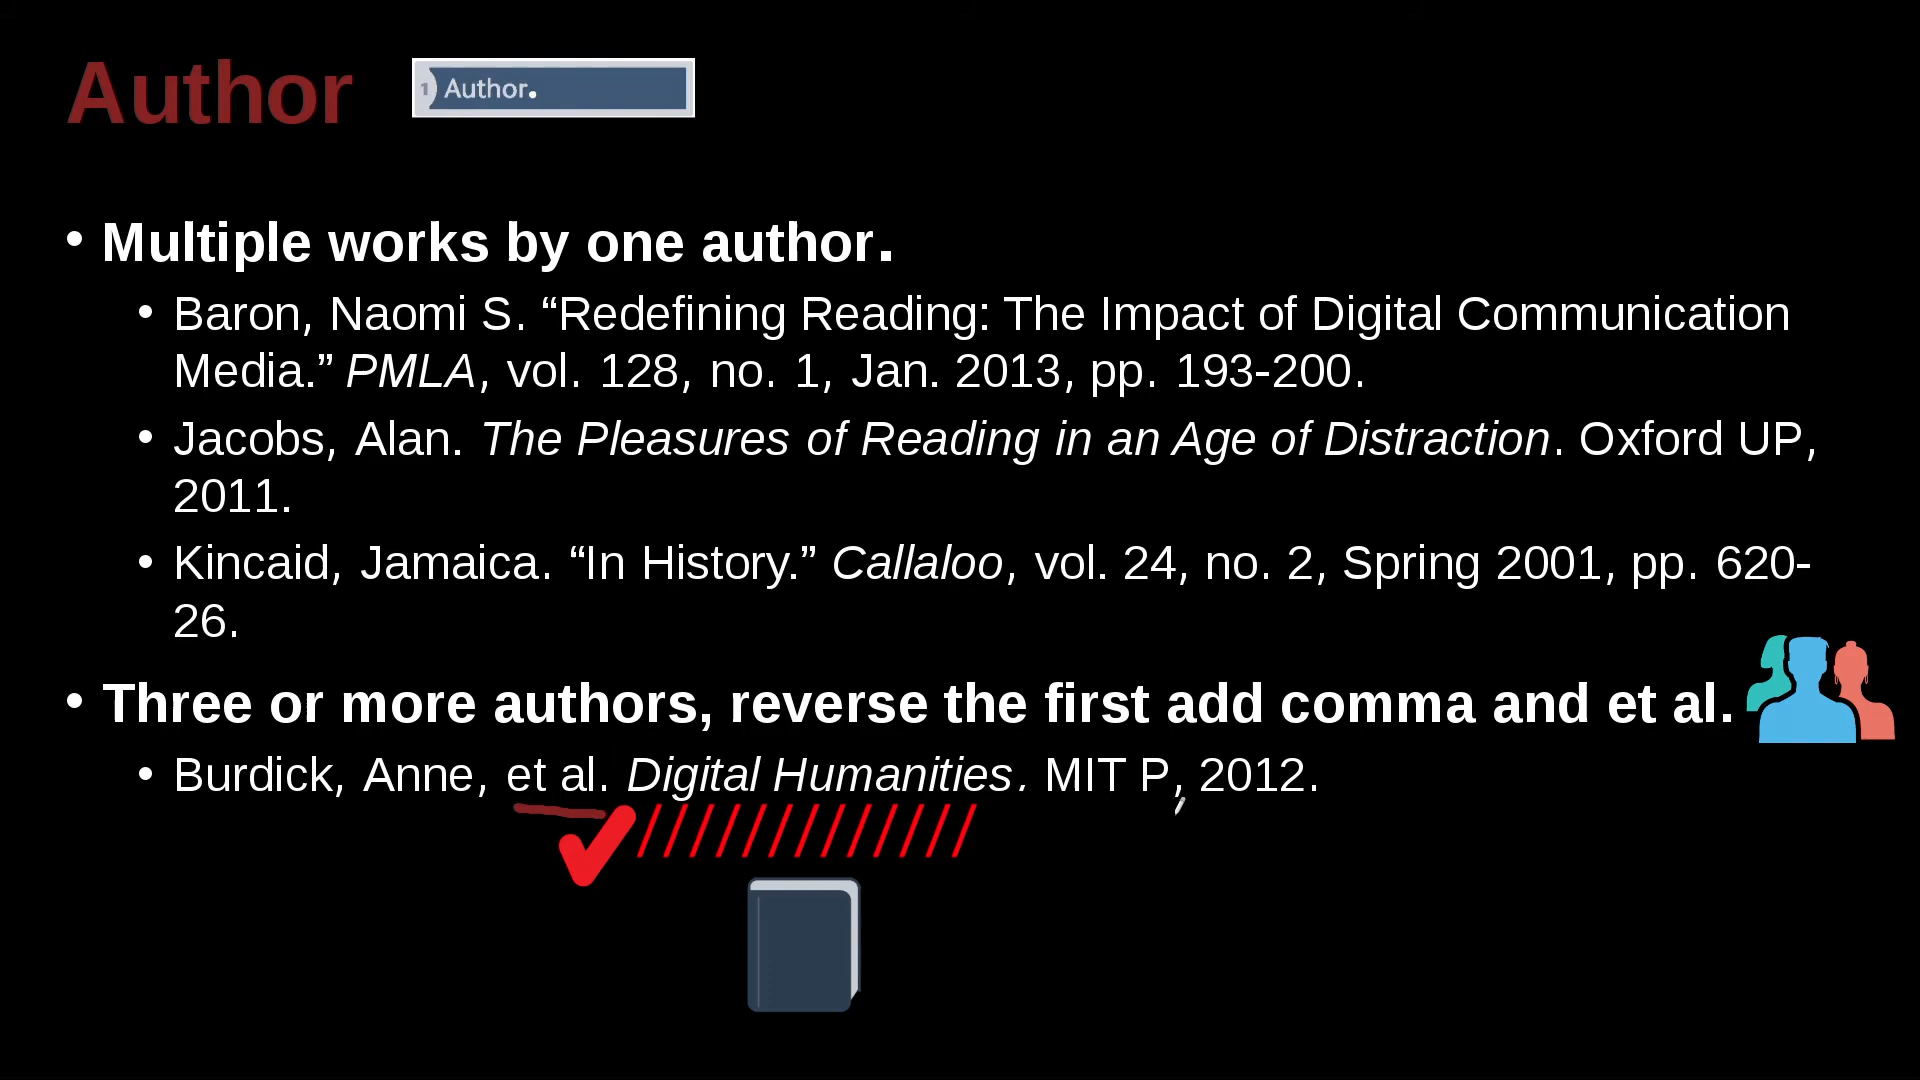 Author
1 Author.
• Multiple works by one author.
• Baron, Naomi S. “Redefining Reading: The Impact of Digital Communication
Media.” PMLA, vol. 128, no. 1, Jan. 2013, pp. 193-200.
• Jacobs, Alan. The Pleasures of Reading in an Age of Distraction. Oxford UP,
2011.
• Kincaid, Jamaica. “In History.” Callaloo, vol. 24, no. 2, Spring 2001, pp. 620-
26.
• Three or more authors, reverse the first add comma and et al.
• Burdick, Anne, et al. Digital Humanities. MIT P, 2012.